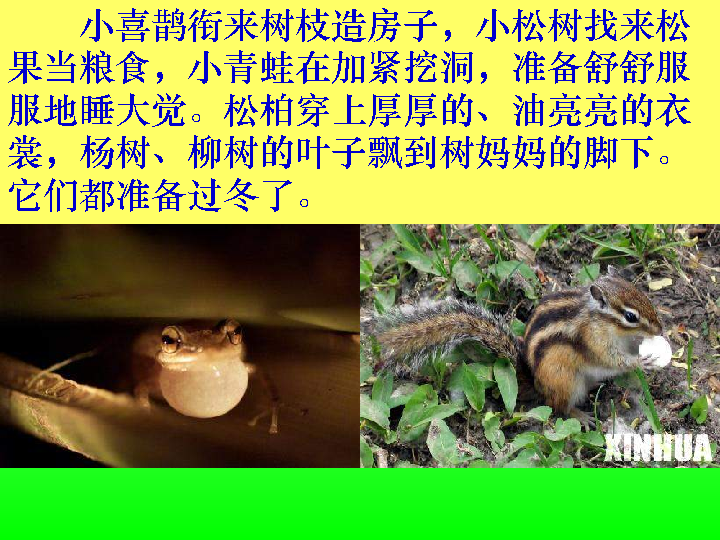 小喜鹊衔来树枝造房子，小松树找来松
果当粮食，小青蛙在加紧挖洞，准备舒舒服
服地睡大觉。松柏穿上厚厚的、油亮亮的衣
裳，杨树、柳树的叶子飘到树妈妈的脚下。
它们都准备过冬了。
XINHUA